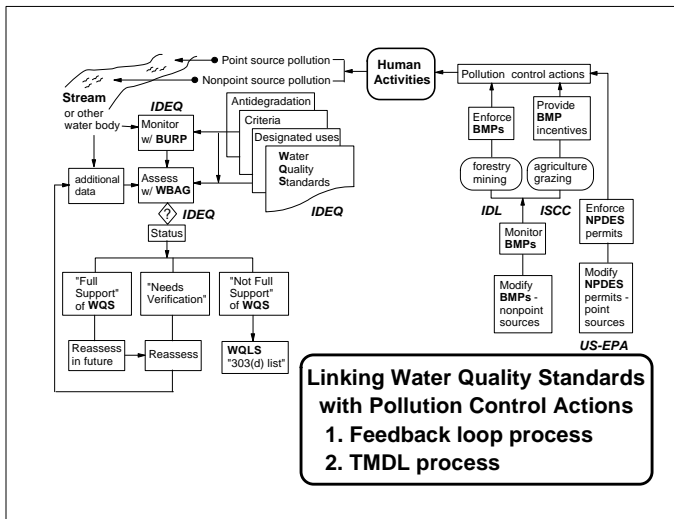 Point source pollution
Nonpoint source pollution
Human
Activities
Pollution control actions
Stream
or other
water body
IDEQ
Monitor
w/ BURP
Antidegradation
Criteria
Designated uses
Water
Quality
Standards
IDEQ
additional
data
Assess
w/ WBAG
?
IDEQ
Status
"Full
Support"
of WQS
"Needs
Verification"
"Not Full
Support"
of WQS
Reassess
in future
Reassess
WQLS
"303(d) list"
Enforce
BMPs
Provide
BMP
incentives
forestry
mining
agriculture
grazing
IDL
ISCC
Monitor
BMPs
Modify
BMPs -
nonpoint
sources
Enforce
NPDES
permits
Modify
NPDES
permits -
point
sources
US-EPA
Linking Water Quality Standards
with Pollution Control Actions
1. Feedback loop process
2. TMDL process